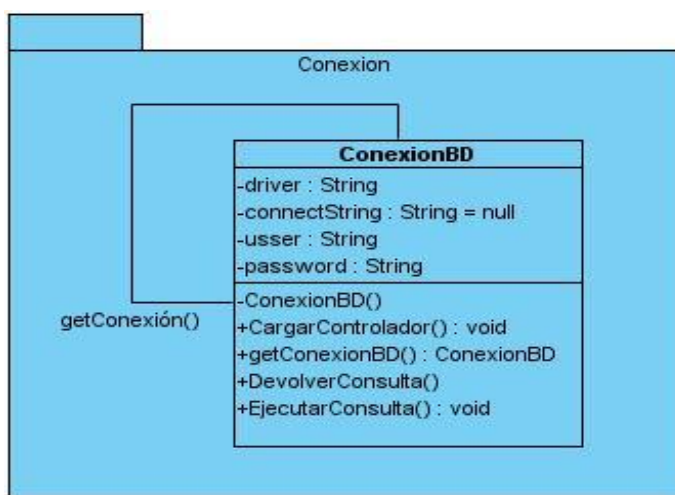 Conexion
ConexionBD
-driver : String
-connectString : String = null
-usser : String
-password : String
-ConexionBD()
getConexión()
+CargarControlador() : void
+getConexionBD() : ConexionBD
+DevolverConsulta()
+EjecutarConsulta() : void